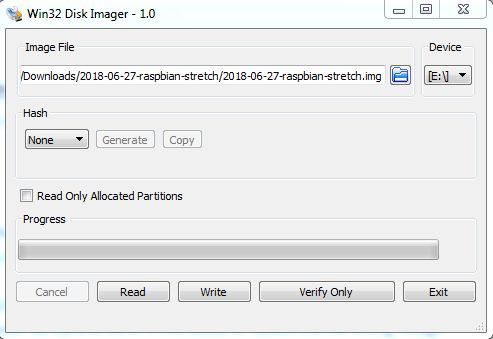 Win32 Disk Imager - 1.0
Image File
Device
/Downloads/2018-06-27-raspbian-stretch/2018-06-27-raspbian-stretch.img
[E:\]
Hash
None
Generate
Copy
Read Only Allocated Partitions
Progress
Cancel
Read
Write
Verify Only
Exit